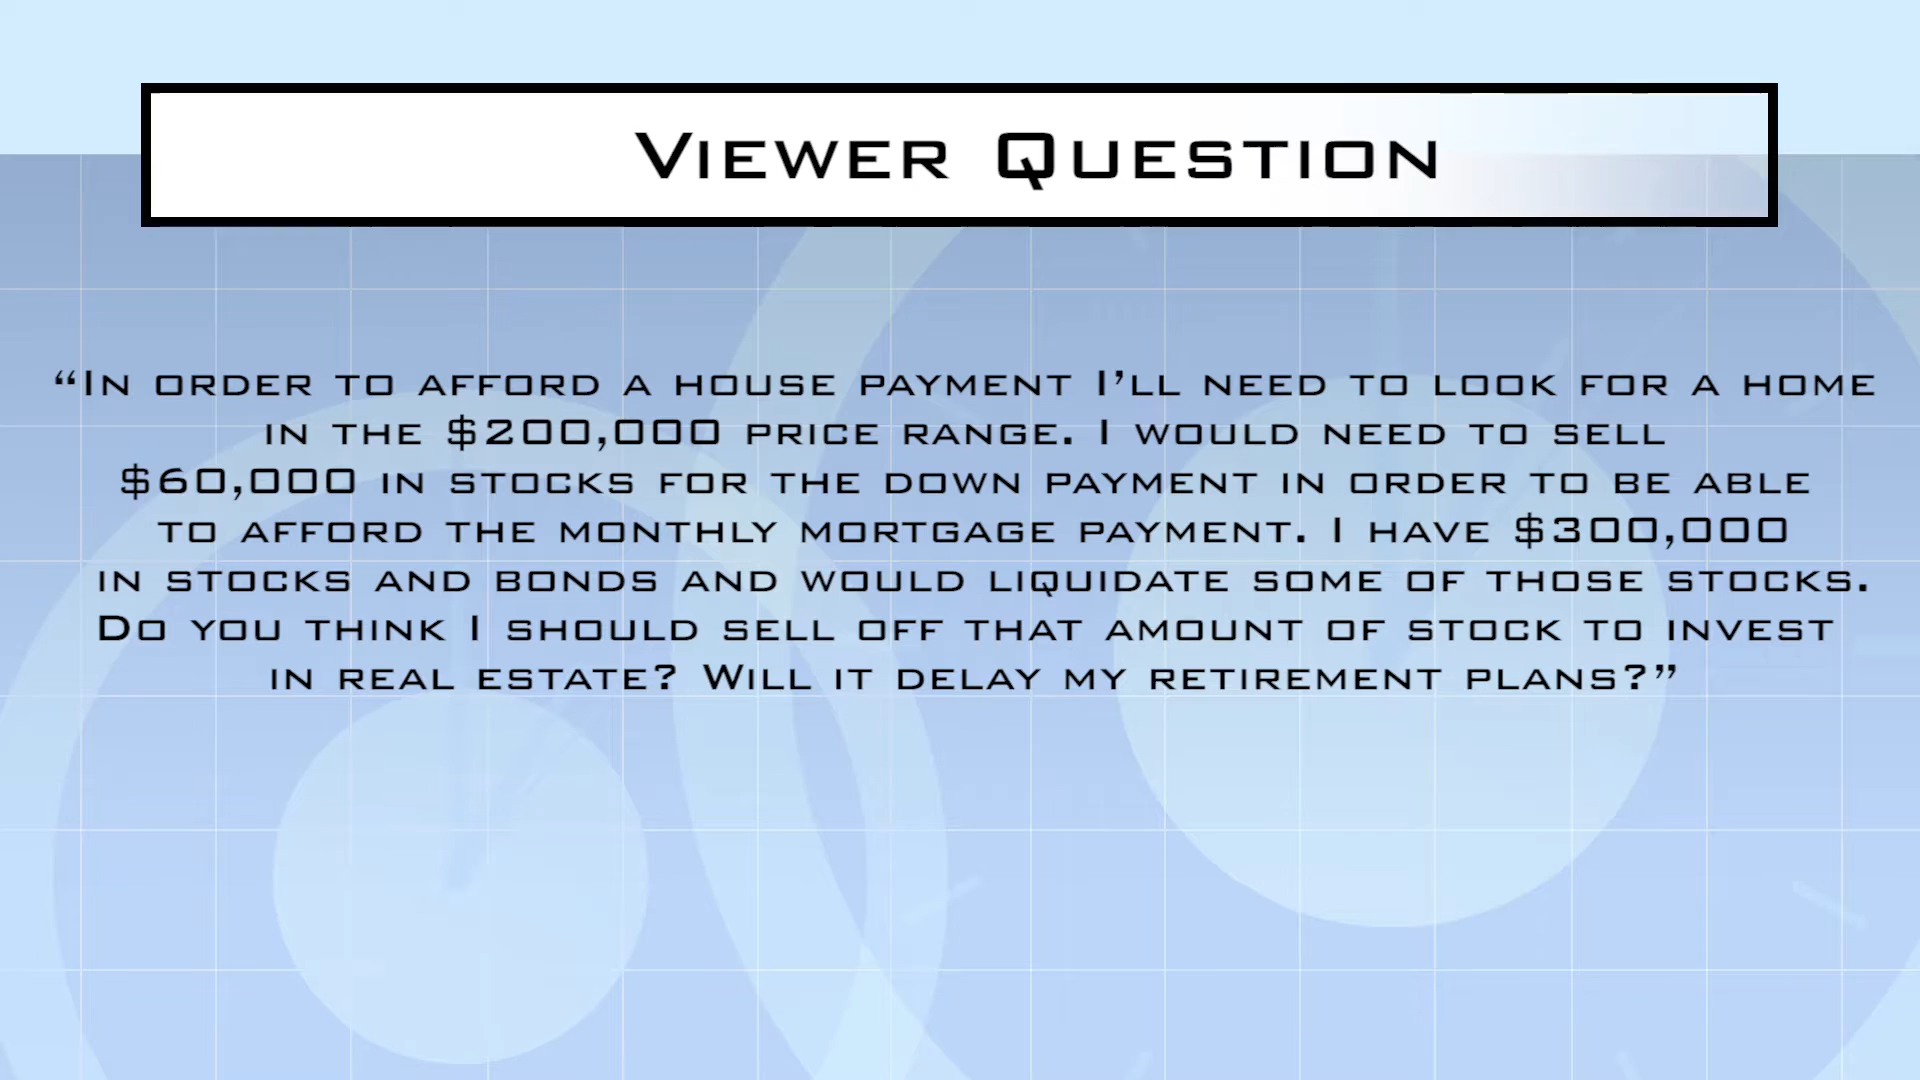 Viewer Question
“In order to afford a house payment I’ll need to look for a home
in the $200,000 price range. I would need to sell
$60,000 in stocks for the down payment in order to be able
to afford the monthly mortgage payment. I have $300,000
in stocks and bonds and would liquidate some of those stocks.
Do you think I should sell off that amount of stock to invest
in real estate? Will it delay my retirement plans?”